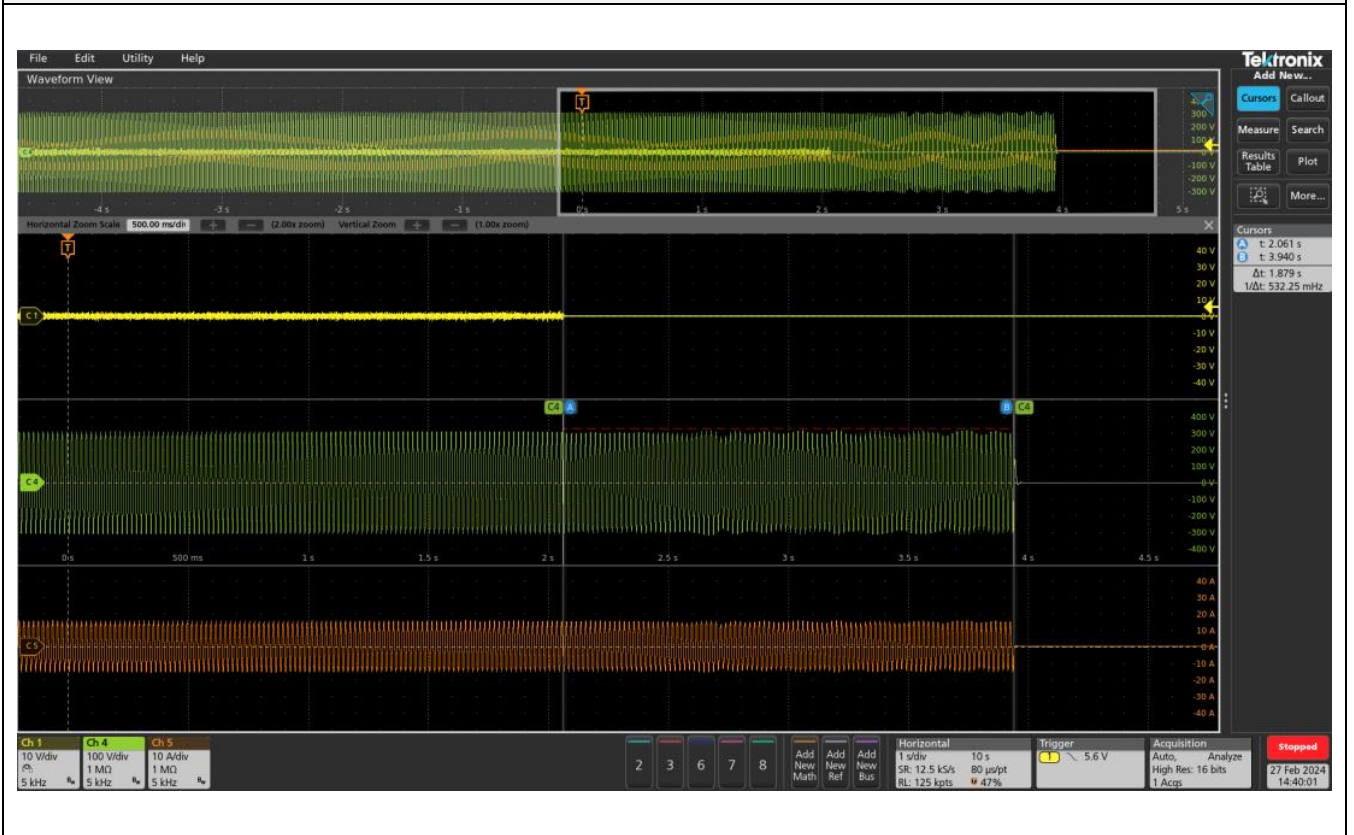 File Edit Utility Help
Tektronix
Waveform View
Add New...
Cursors Callout
Measure Search
Results Table Plot
More...
T
300
200 V
100
-100 V
-200 V
-300 V
C4
-4 s -3 s -2 s -1 s 0 s 1 s 2 s 3 s 4 s 5 s
Horizontal Zoom Scale 500.00 ms/div + — (2.00x zoom) Vertical Zoom + — (1.00x zoom)
Cursors
A t: 2.061 s
B t: 3.940 s
Δt: 1.879 s
1/Δt: 532.25 mHz
T
40 V
30 V
20 V
10 V
C1
0 V
-10 V
-20 V
-30 V
-40 V
C4 A B C4
400 V
300 V
200 V
100 V
C4
0 V
-100 V
-200 V
-300 V
-400 V
0 s 500 ms 1 s 1.5 s 2 s 2.5 s 3 s 3.5 s 4 s 4.5 s
40 A
30 A
20 A
10 A
C5
0 A
-10 A
-20 A
-30 A
-40 A
Ch 1
10 V/div
5 kHz Bw
Ch 4
100 V/div
1 MΩ
5 kHz Bw
Ch 5
10 A/div
1 MΩ
5 kHz Bw
2 3 6 7 8
Add New Math
Add New Ref
Add New Bus
Horizontal
1 s/div 10 s
SR: 12.5 kS/s 80 µs/pt
RL: 125 kpts 47%
Trigger
1 5.6 V
Acquisition
Auto, Analyze
High Res: 16 bits
1 Acqs
Stopped
27 Feb 2024
14:40:01